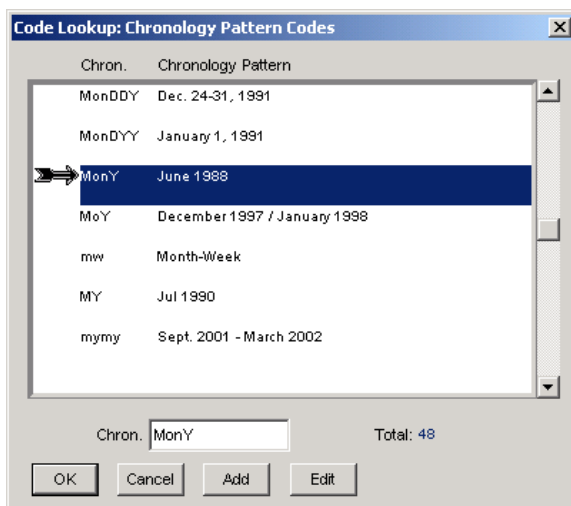 Code Lookup: Chronology Pattern Codes
Chron. Chronology Pattern
MonDDY Dec. 24-31, 1991
MonDYY January 1, 1991
MonY June 1988
MoY December 1997 / January 1998
mw Month-Week
MY Jul 1990
mymy Sept. 2001 - March 2002
Chron. MonY Total: 48
OK Cancel Add Edit